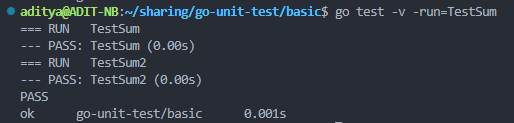 aditya@ADIT-NB:~/sharing/go-unit-test/basic$ go test -v -run=TestSum
=== RUN   TestSum
--- PASS: TestSum (0.00s)
=== RUN   TestSum2
--- PASS: TestSum2 (0.00s)
PASS
ok      go-unit-test/basic      0.001s